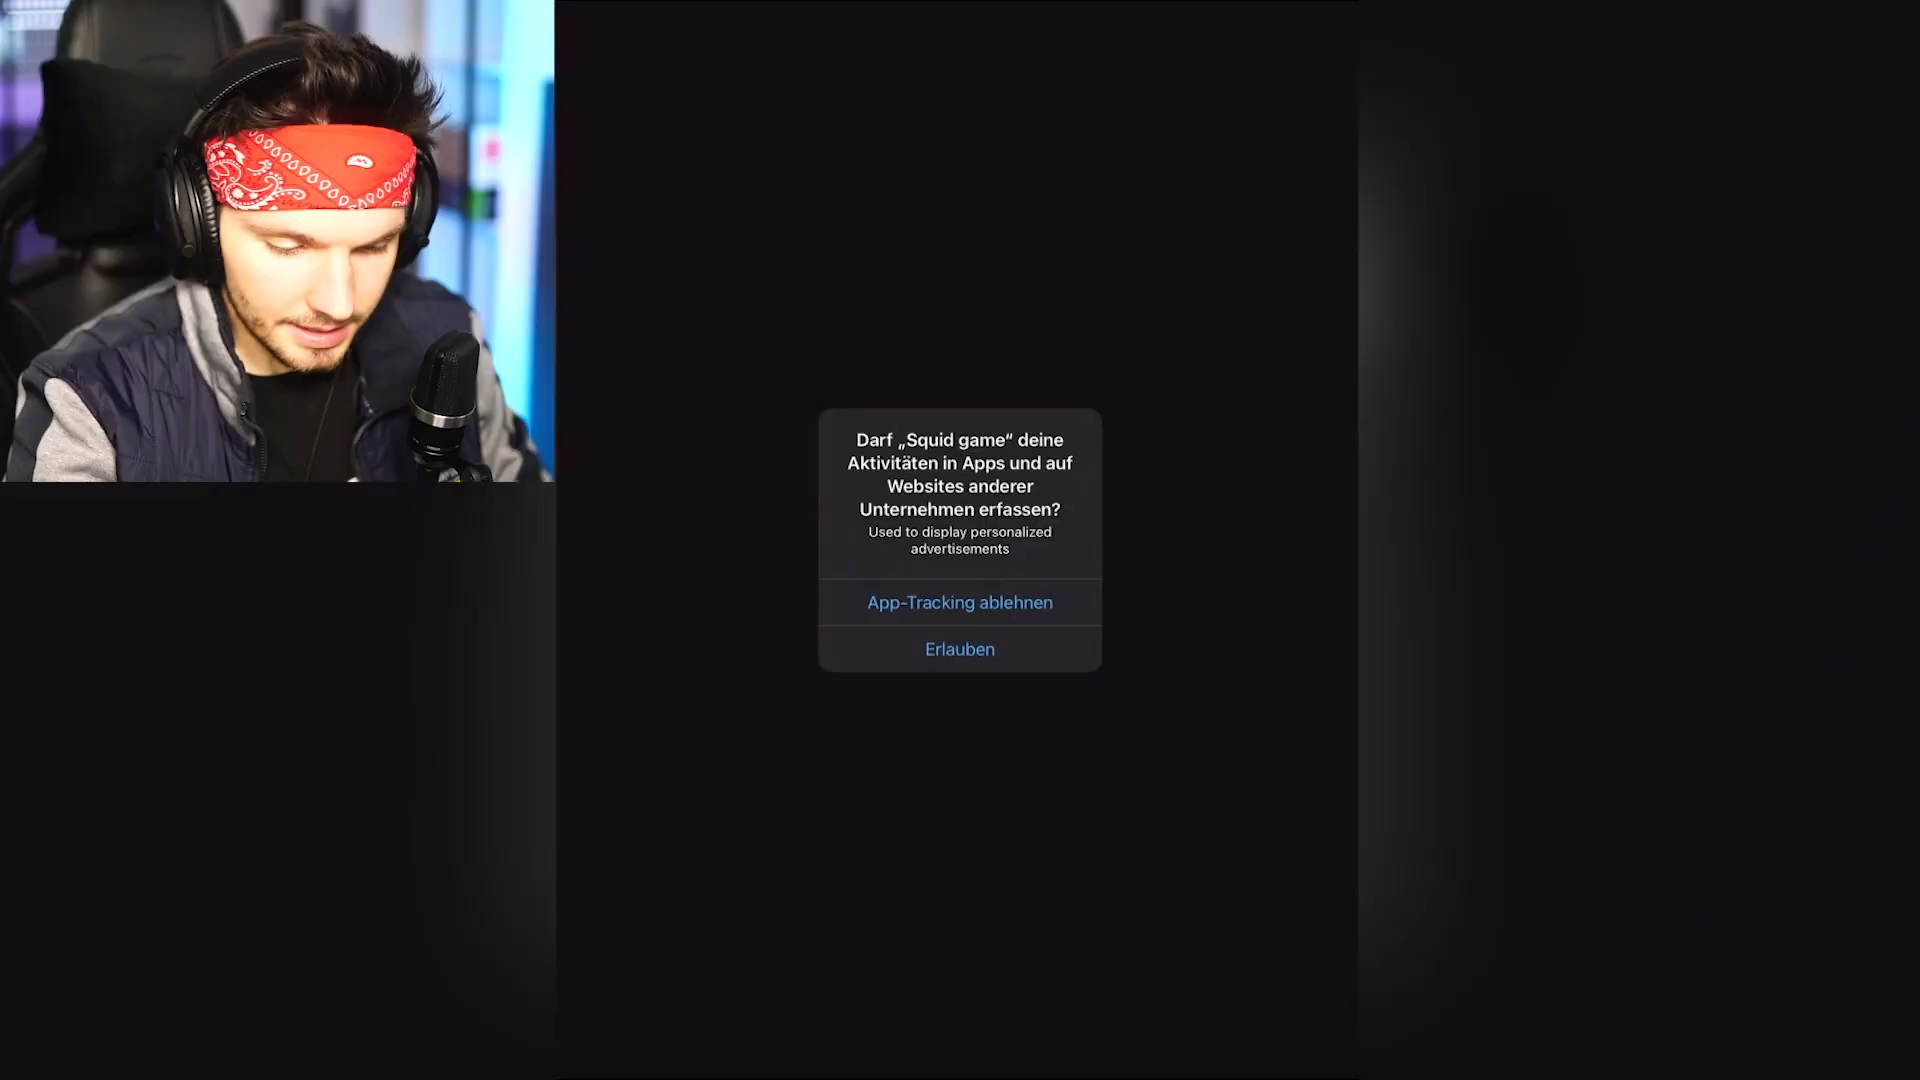 Darf „Squid game“ deine
Aktivitäten in Apps und auf
Websites anderer
Unternehmen erfassen?
Used to display personalized
advertisements
App-Tracking ablehnen
Erlauben